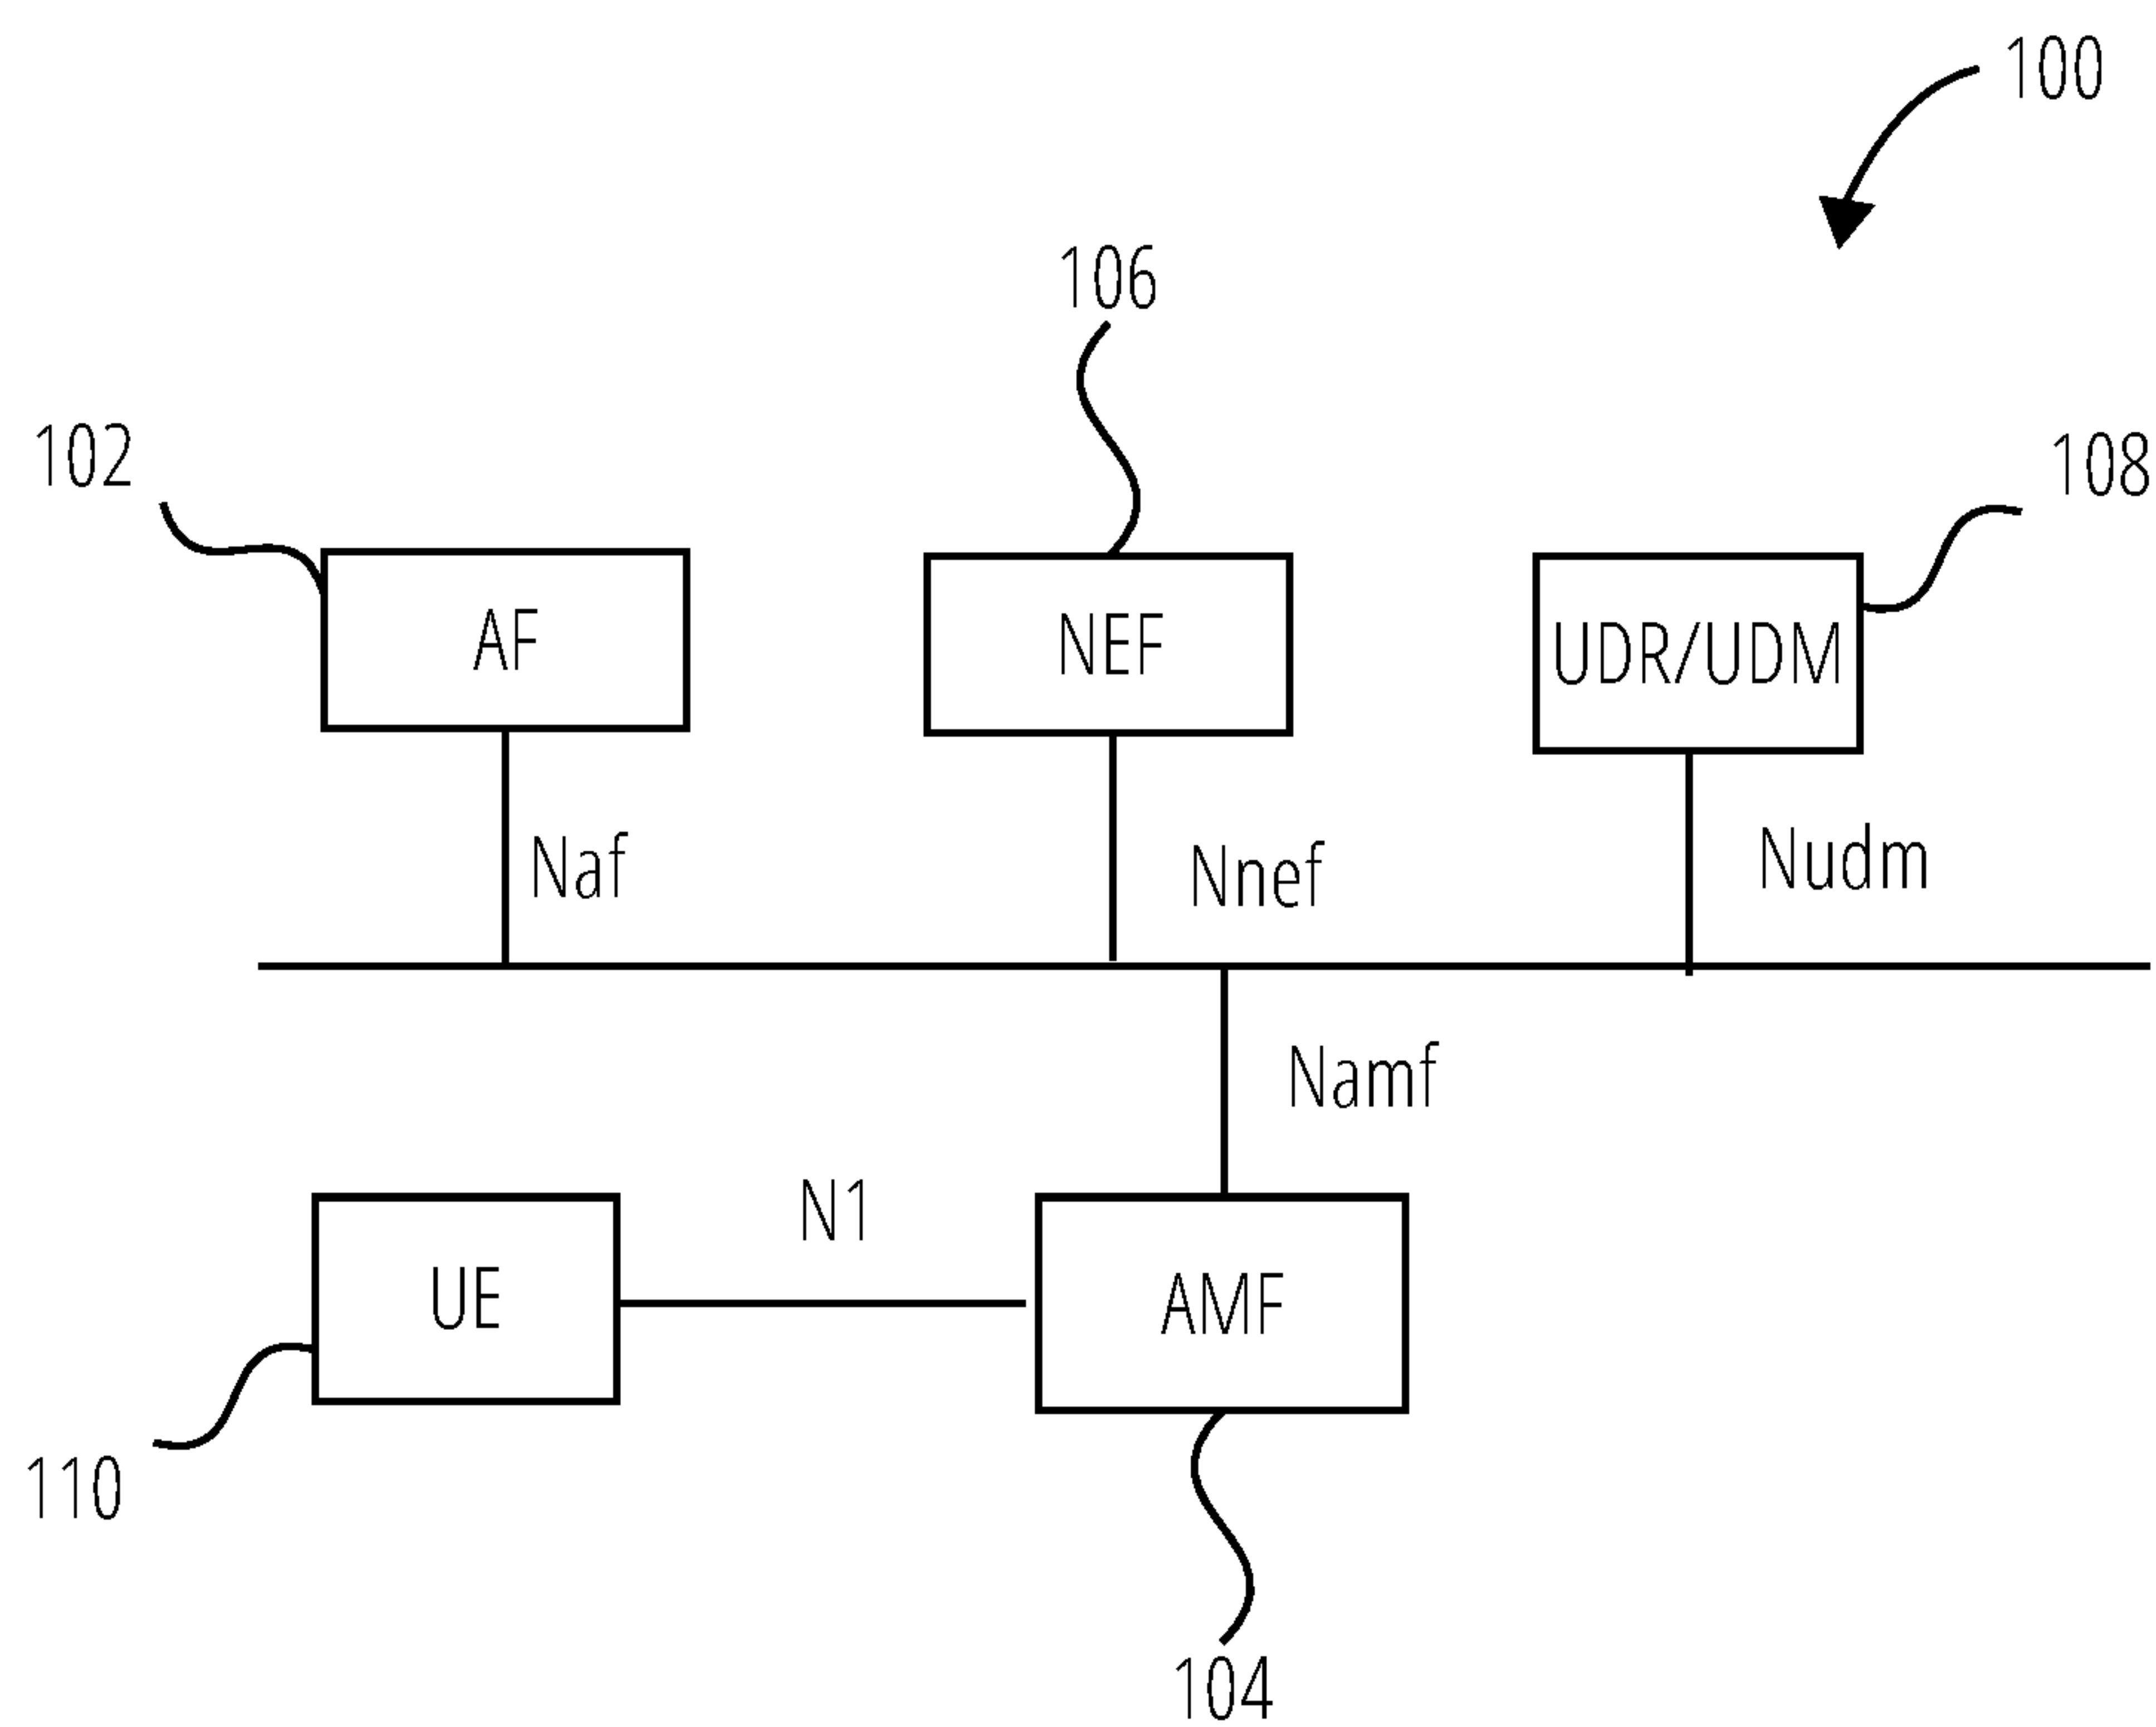 100
106
102
108
AF
NEF
UDR/UDM
Naf
Nnef
Nudm
Namf
N1
UE
AMF
110
104